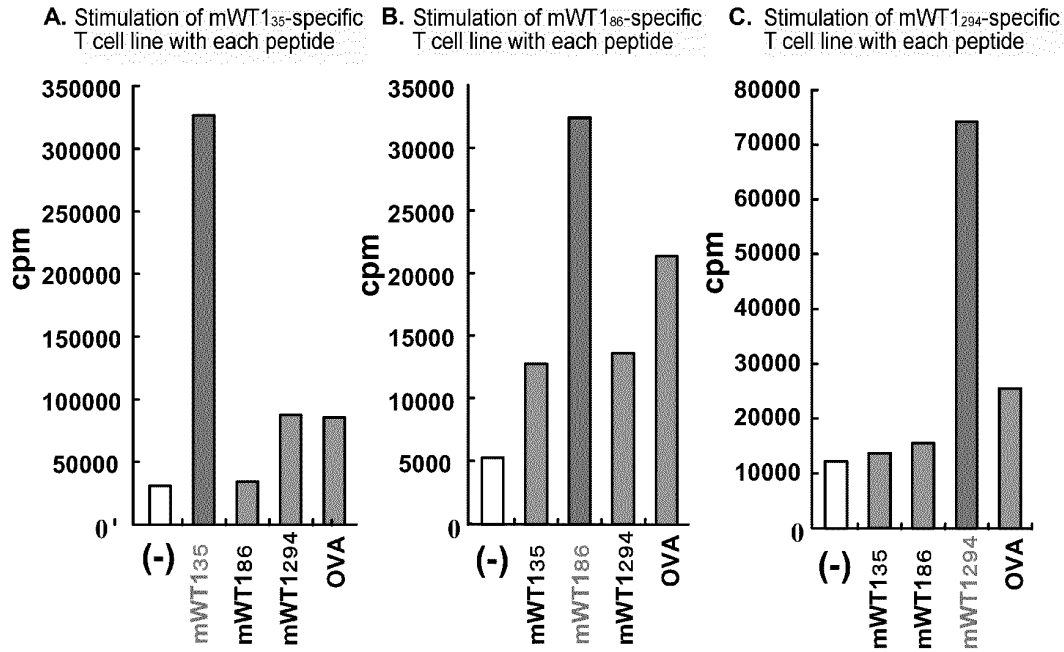 A. Stimulation of mWT1₃₅-specific
T cell line with each peptide
350000
300000
250000
200000
150000
100000
50000
0'
cpm
(-)
mWT135
mWT186
mWT1294
OVA
B. Stimulation of mWT1₈₆-specific
T cell line with each peptide
35000
30000
25000
20000
15000
10000
5000
0
cpm
(-)
mWT135
mWT186
mWT1294
OVA
C. Stimulation of mWT1₂₉₄-specific
T cell line with each peptide
80000
70000
60000
50000
40000
30000
20000
10000
0
cpm
(-)
mWT135
mWT186
mWT1294
OVA